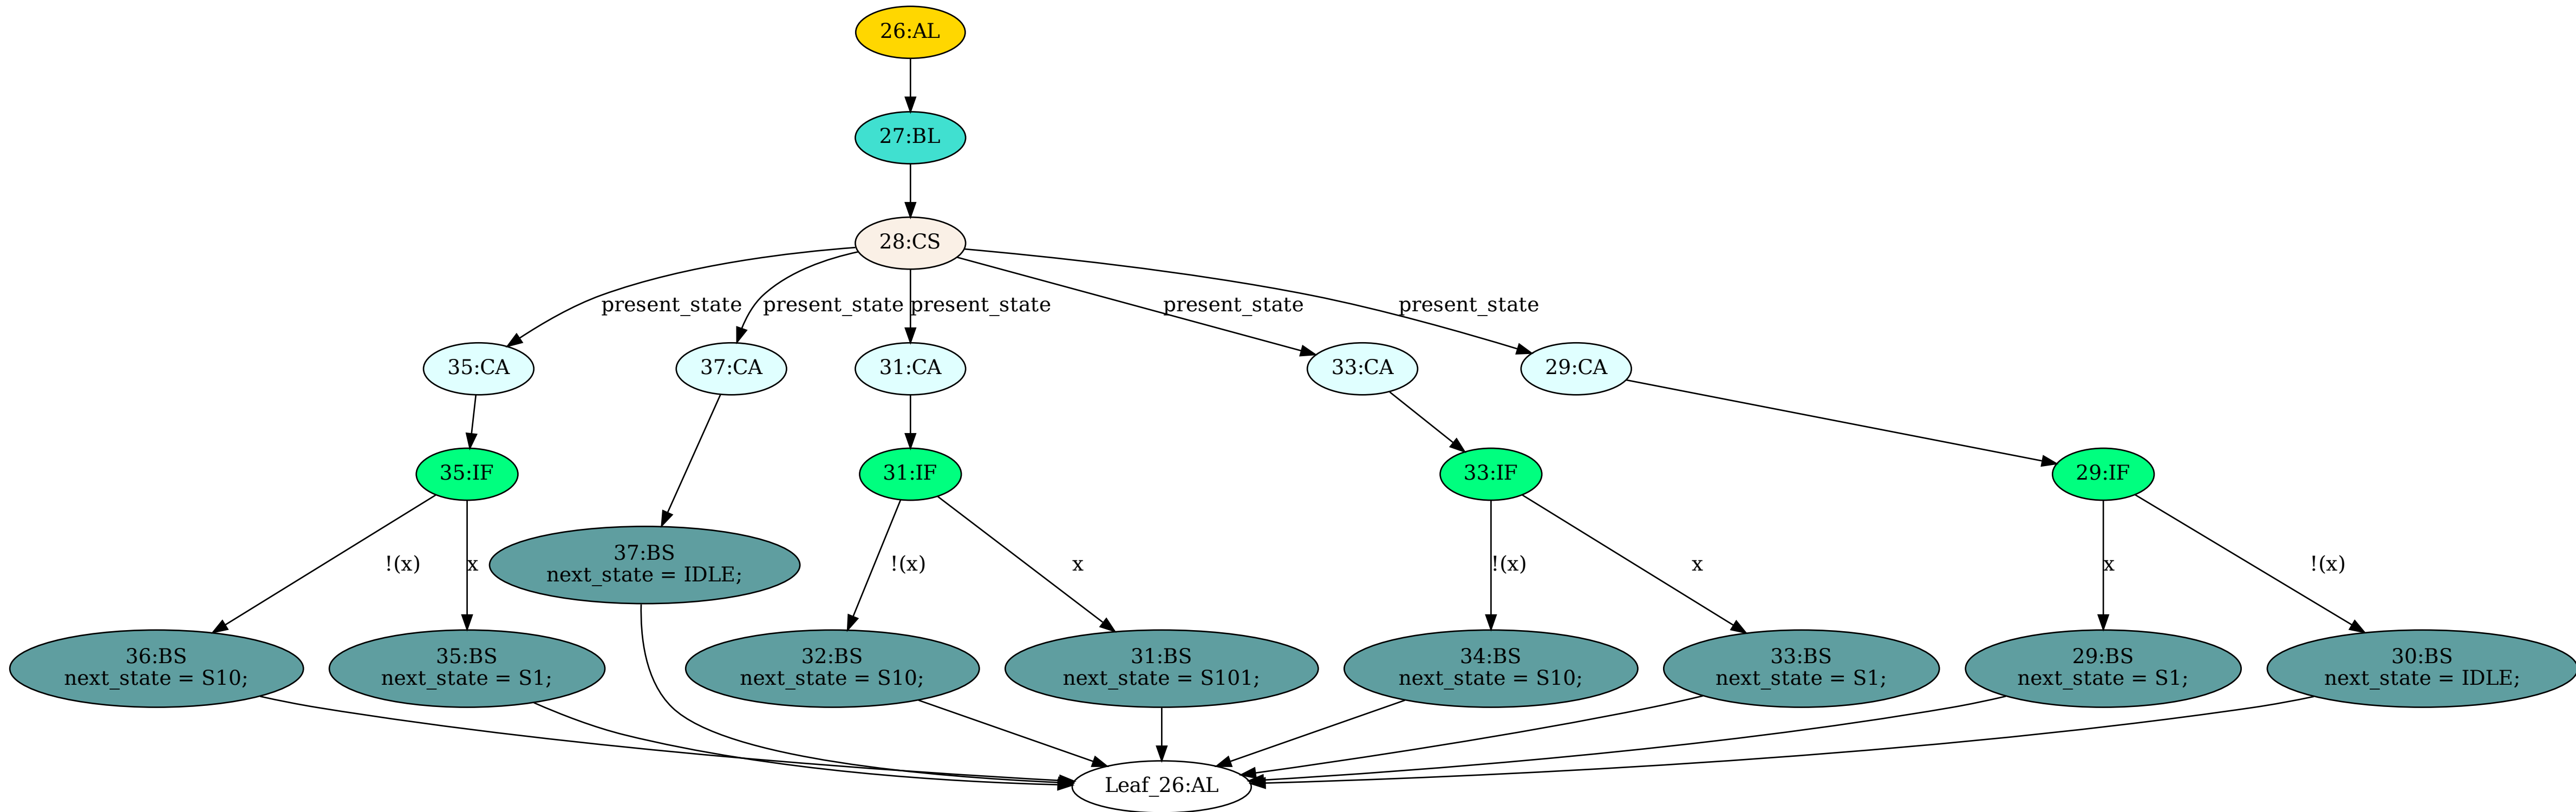 26:AL
27:BL
28:CS
present_state
present_state
present_state
present_state
present_state
35:CA
37:CA
31:CA
33:CA
29:CA
35:IF
31:IF
33:IF
29:IF
!(x)
x
37:BS
next_state = IDLE;
!(x)
x
!(x)
x
x
!(x)
36:BS
next_state = S10;
35:BS
next_state = S1;
32:BS
next_state = S10;
31:BS
next_state = S101;
34:BS
next_state = S10;
33:BS
next_state = S1;
29:BS
next_state = S1;
30:BS
next_state = IDLE;
Leaf_26:AL